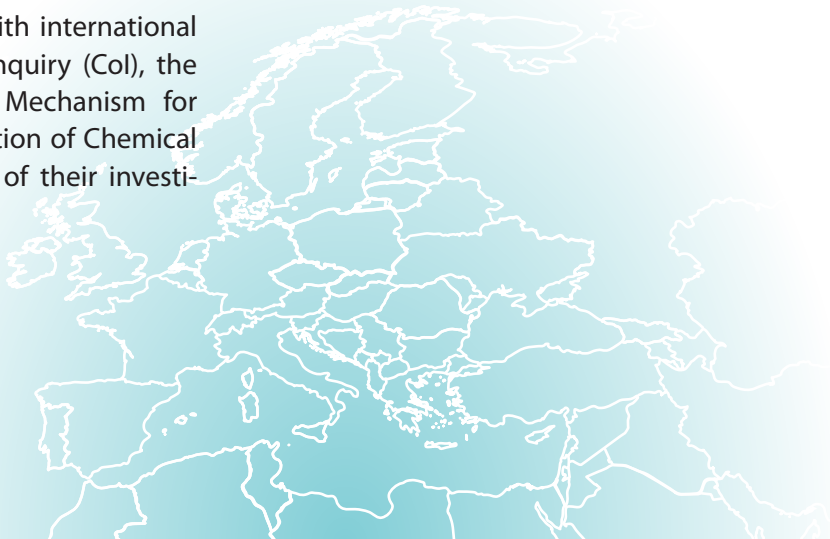 ith international
nquiry (CoI), the
Mechanism for
tion of Chemical
of their investi-